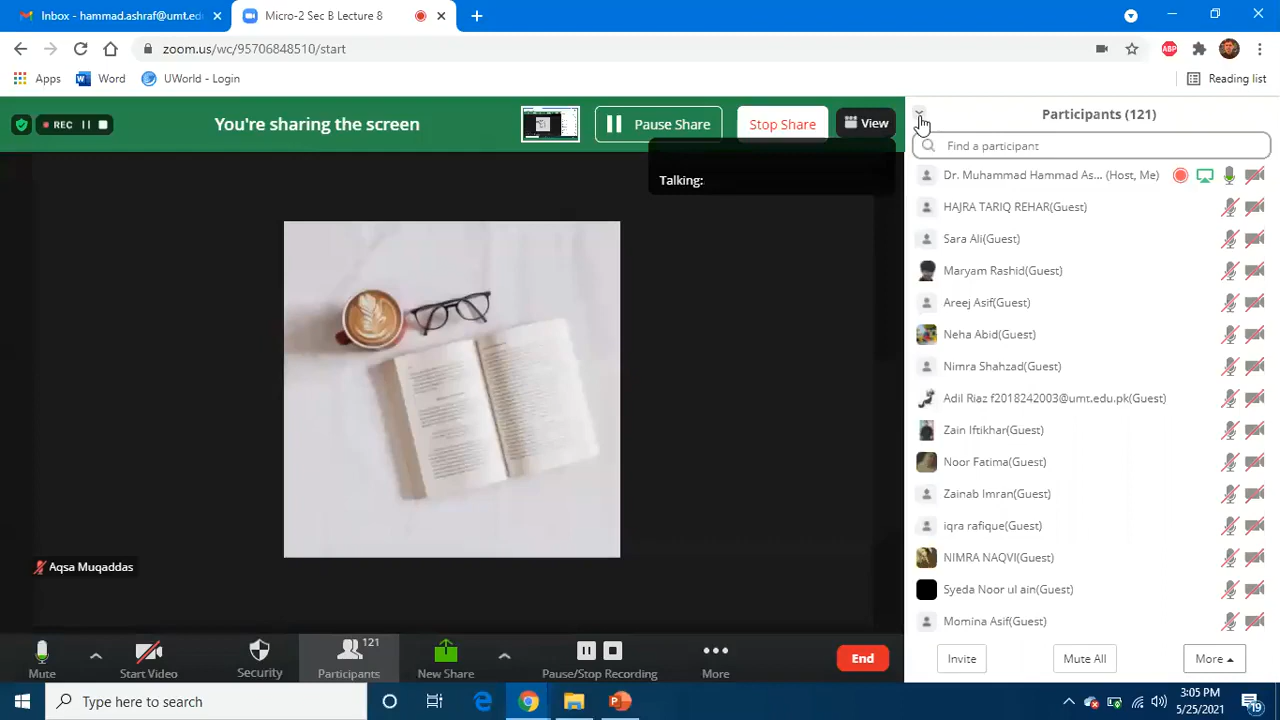 Inbox - hammad.ashraf@umt.ed
Micro-2 Sec B Lecture 8
zoom.us/wc/95706848510/start
ABP
Apps
Word
UWorld - Login
Reading list
REC
You're sharing the screen
Pause Share
Stop Share
View
Talking:
Participants (121)
Find a participant
Dr. Muhammad Hammad As... (Host, Me)
HAJRA TARIQ REHAR(Guest)
Sara Ali(Guest)
Maryam Rashid(Guest)
Areej Asif(Guest)
Neha Abid(Guest)
Nimra Shahzad(Guest)
Adil Riaz f2018242003@umt.edu.pk(Guest)
Zain Iftikhar(Guest)
Noor Fatima(Guest)
Zainab Imran(Guest)
iqra rafique(Guest)
NIMRA NAQVI(Guest)
Syeda Noor ul ain(Guest)
Momina Asif(Guest)
Aqsa Muqaddas
Mute
Start Video
Security
121
Participants
New Share
Pause/Stop Recording
More
End
Invite
Mute All
More
Type here to search
3:05 PM
5/25/2021
19